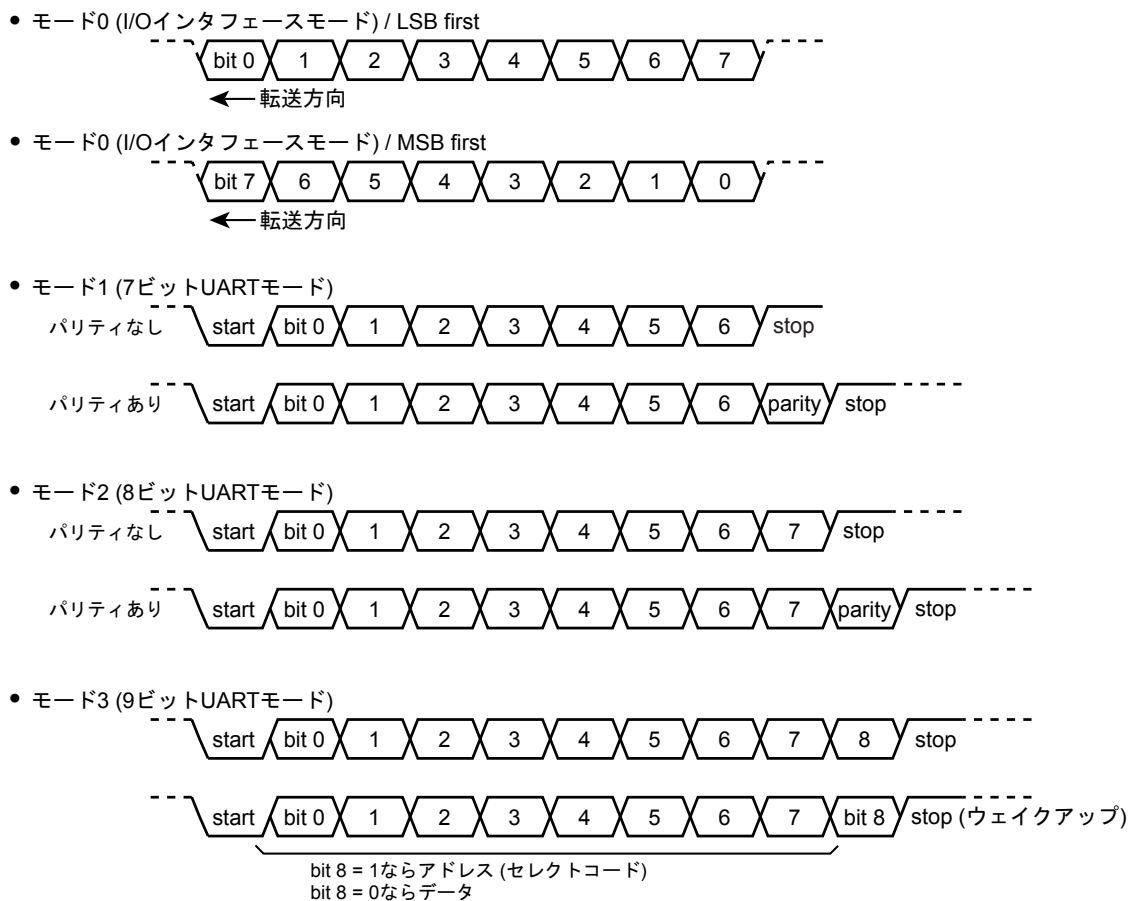 ● モード0 (I/Oインタフェースモード) / LSB first
bit 0 1 2 3 4 5 6 7
転送方向
● モード0 (I/Oインタフェースモード) / MSB first
bit 7 6 5 4 3 2 1 0
転送方向
● モード1 (7ビットUARTモード)
パリティなし start bit 0 1 2 3 4 5 6 stop
パリティあり start bit 0 1 2 3 4 5 6 parity stop
● モード2 (8ビットUARTモード)
パリティなし start bit 0 1 2 3 4 5 6 7 stop
パリティあり start bit 0 1 2 3 4 5 6 7 parity stop
● モード3 (9ビットUARTモード)
start bit 0 1 2 3 4 5 6 7 8 stop
start bit 0 1 2 3 4 5 6 7 bit 8 stop (ウェイクアップ)
bit 8 = 1ならアドレス (セレクトコード)
bit 8 = 0ならデータ